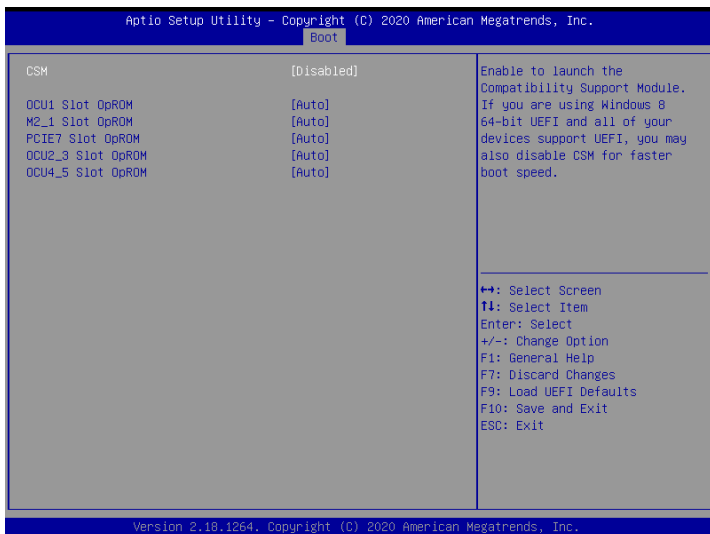 Aptio Setup Utility – Copyright (C) 2020 American Megatrends, Inc.
Boot
CSM [Disabled]
OCU1 Slot OpROM [Auto]
M2_1 Slot OpROM [Auto]
PCIE7 Slot OpROM [Auto]
OCU2_3 Slot OpROM [Auto]
OCU4_5 Slot OpROM [Auto]
Enable to launch the
Compatibility Support Module.
If you are using Windows 8
64-bit UEFI and all of your
devices support UEFI, you may
also disable CSM for faster
boot speed.
↔: Select Screen
↑↓: Select Item
Enter: Select
+/-: Change Option
F1: General Help
F7: Discard Changes
F9: Load UEFI Defaults
F10: Save and Exit
ESC: Exit
Version 2.18.1264. Copyright (C) 2020 American Megatrends, Inc.